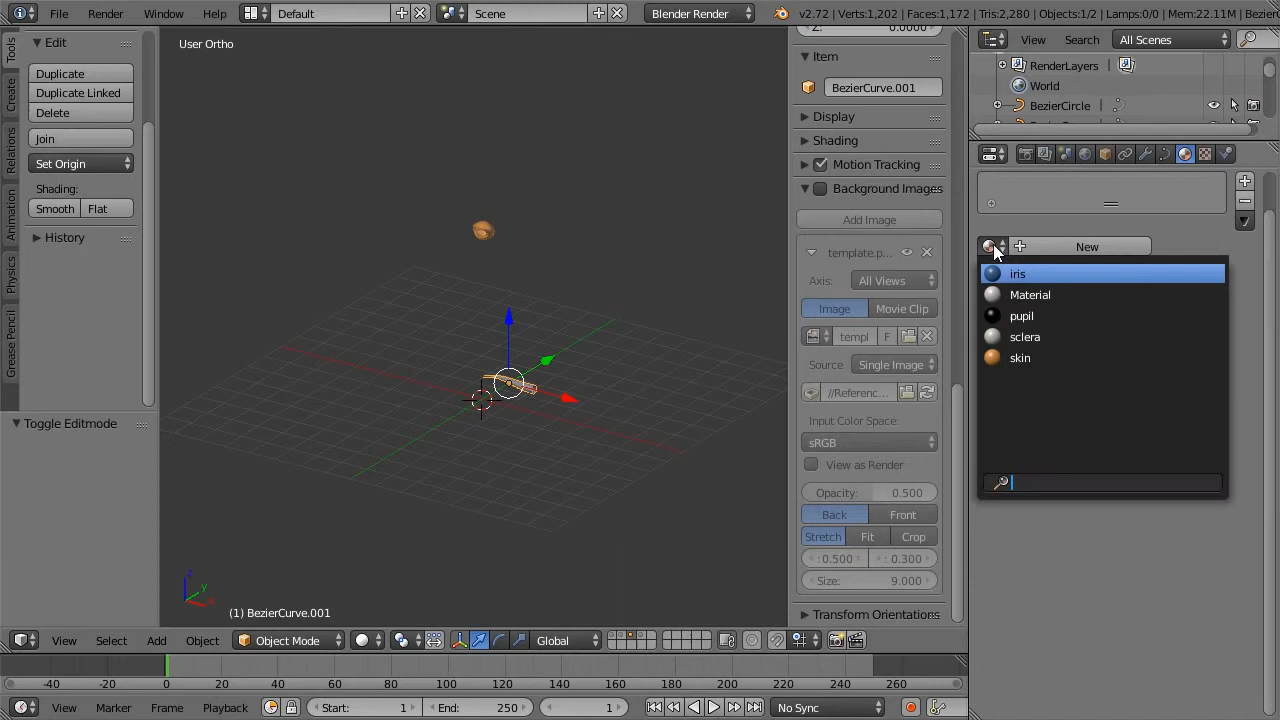 File Render Window Help Default Scene Blender Render v2.72 | Verts:1,202 | Faces:1,172 | Tris:2,280 | Objects:1/2 | Lamps:0/0 | Mem:22.11M | Bezier
Tools
Create
Relations
Animation
Physics
Grease Pencil
Edit
Duplicate
Duplicate Linked
Delete
Join
Set Origin
Shading:
Smooth Flat
History
Toggle Editmode
User Ortho
(1) BezierCurve.001
0.0000
Item
BezierCurve.001
Display
Shading
Motion Tracking
Background Images
Add Image
template.p...
Axis: All Views
Image Movie Clip
templ F
Source: Single Image
//Referenc...
Input Color Space:
sRGB
View as Render
Opacity: 0.500
Back Front
Stretch Fit Crop
: 0.500 : 0.300
Size: 9.000
Transform Orientations
View Search All Scenes
RenderLayers
World
BezierCircle
New
iris
Material
pupil
sclera
skin
View Select Add Object Object Mode Global
-40 -20 0 20 40 60 80 100 120 140 160 180 200 220 240 260
View Marker Frame Playback Start: 1 End: 250 1 No Sync